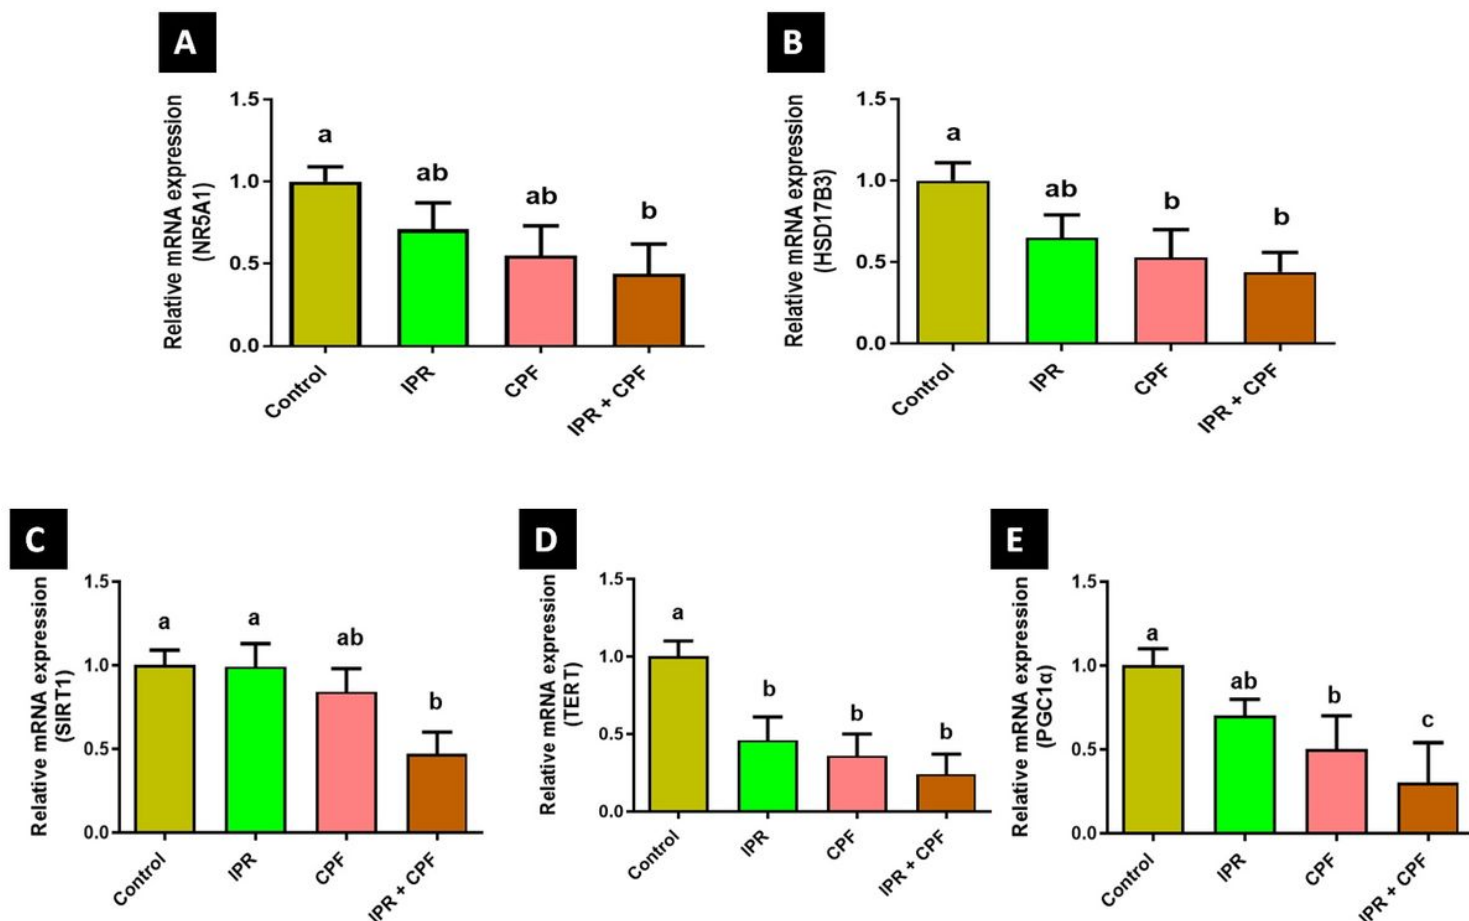 A
Relative mRNA expression
(NR5A1)
1.5
1.0
0.5
0.0
a
ab
ab
b
Control
IPR
CPF
IPR + CPF
B
Relative mRNA expression
(HSD17B3)
1.5
1.0
0.5
0.0
a
ab
b
b
Control
IPR
CPF
IPR + CPF
C
Relative mRNA expression
(SIRT1)
1.5
1.0
0.5
0.0
a
a
ab
b
Control
IPR
CPF
IPR + CPF
D
Relative mRNA expression
(TERT)
1.5
1.0
0.5
0.0
a
b
b
b
Control
IPR
CPF
IPR + CPF
E
Relative mRNA expression
(PGC1α)
1.5
1.0
0.5
0.0
a
ab
b
c
Control
IPR
CPF
IPR + CPF